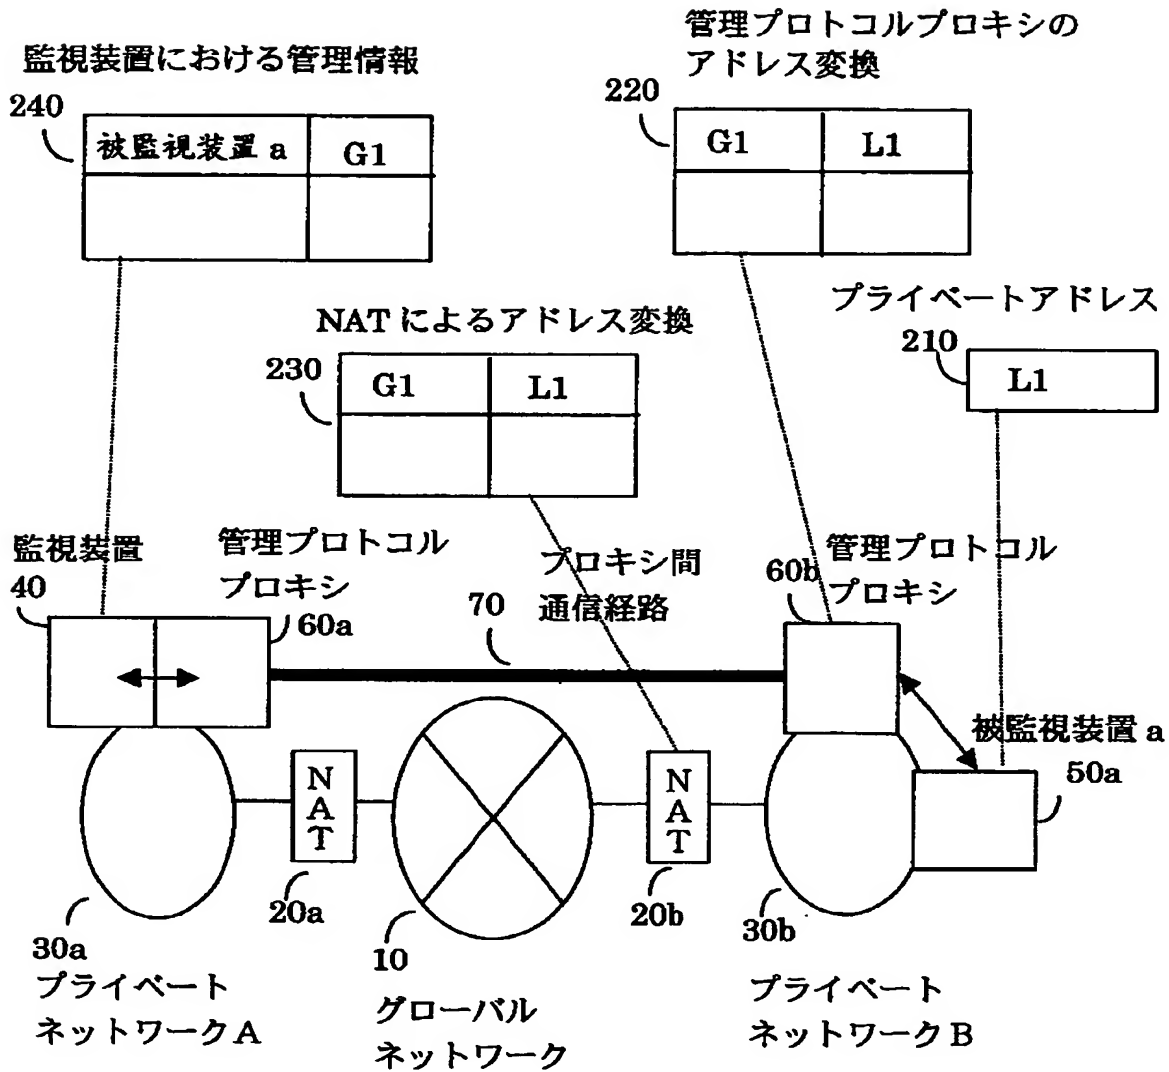 管理プロトコルプロキシの
アドレス変換
監視装置における管理情報
240
220
被監視装置 a
G1
G1
L1
プライベートアドレス
NAT によるアドレス変換
210
230
G1
L1
L1
監視装置
40
管理プロトコル
プロキシ
60a
70
プロキシ間
通信経路
60b
管理プロトコル
プロキシ
被監視装置 a
50a
NAT
NAT
20a
20b
30a
10
30b
プライベート
ネットワークA
グローバル
ネットワーク
プライベート
ネットワークB